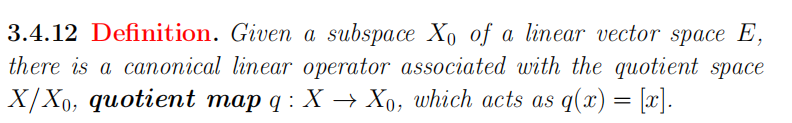 3.4.12 Definition. Given a subspace X₀ of a linear vector space E,
there is a canonical linear operator associated with the quotient space
X/X₀, quotient map q : X → X₀, which acts as q(x) = [x].